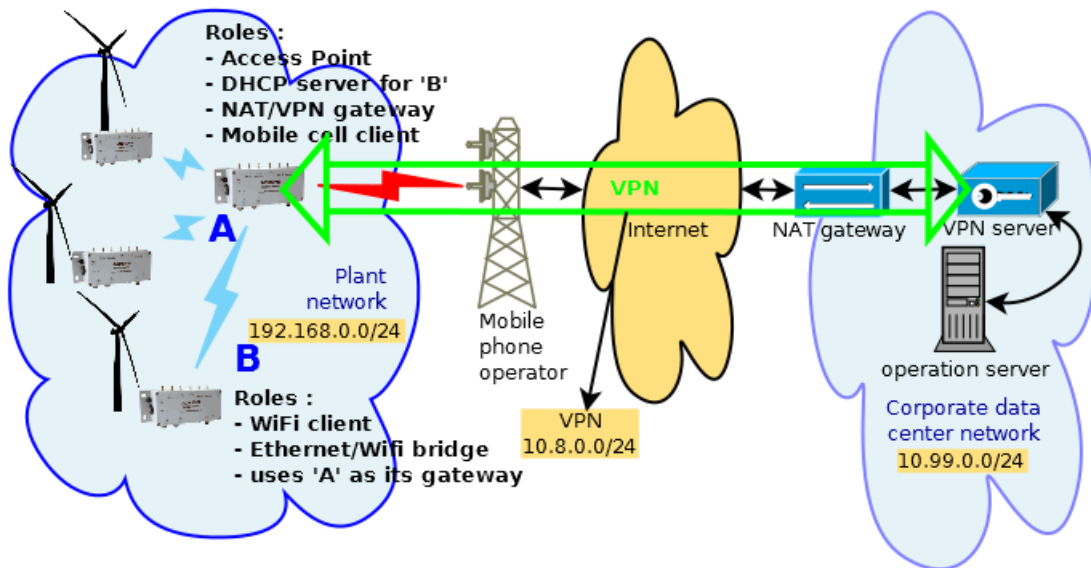 Roles :
- Access Point
- DHCP server for 'B'
- NAT/VPN gateway
- Mobile cell client
A
Plant
network
192.168.0.0/24
B
Roles :
- WiFi client
- Ethernet/Wifi bridge
- uses 'A' as its gateway
Mobile
phone
operator
VPN
Internet
VPN
10.8.0.0/24
NAT gateway
VPN server
operation server
Corporate data
center network
10.99.0.0/24